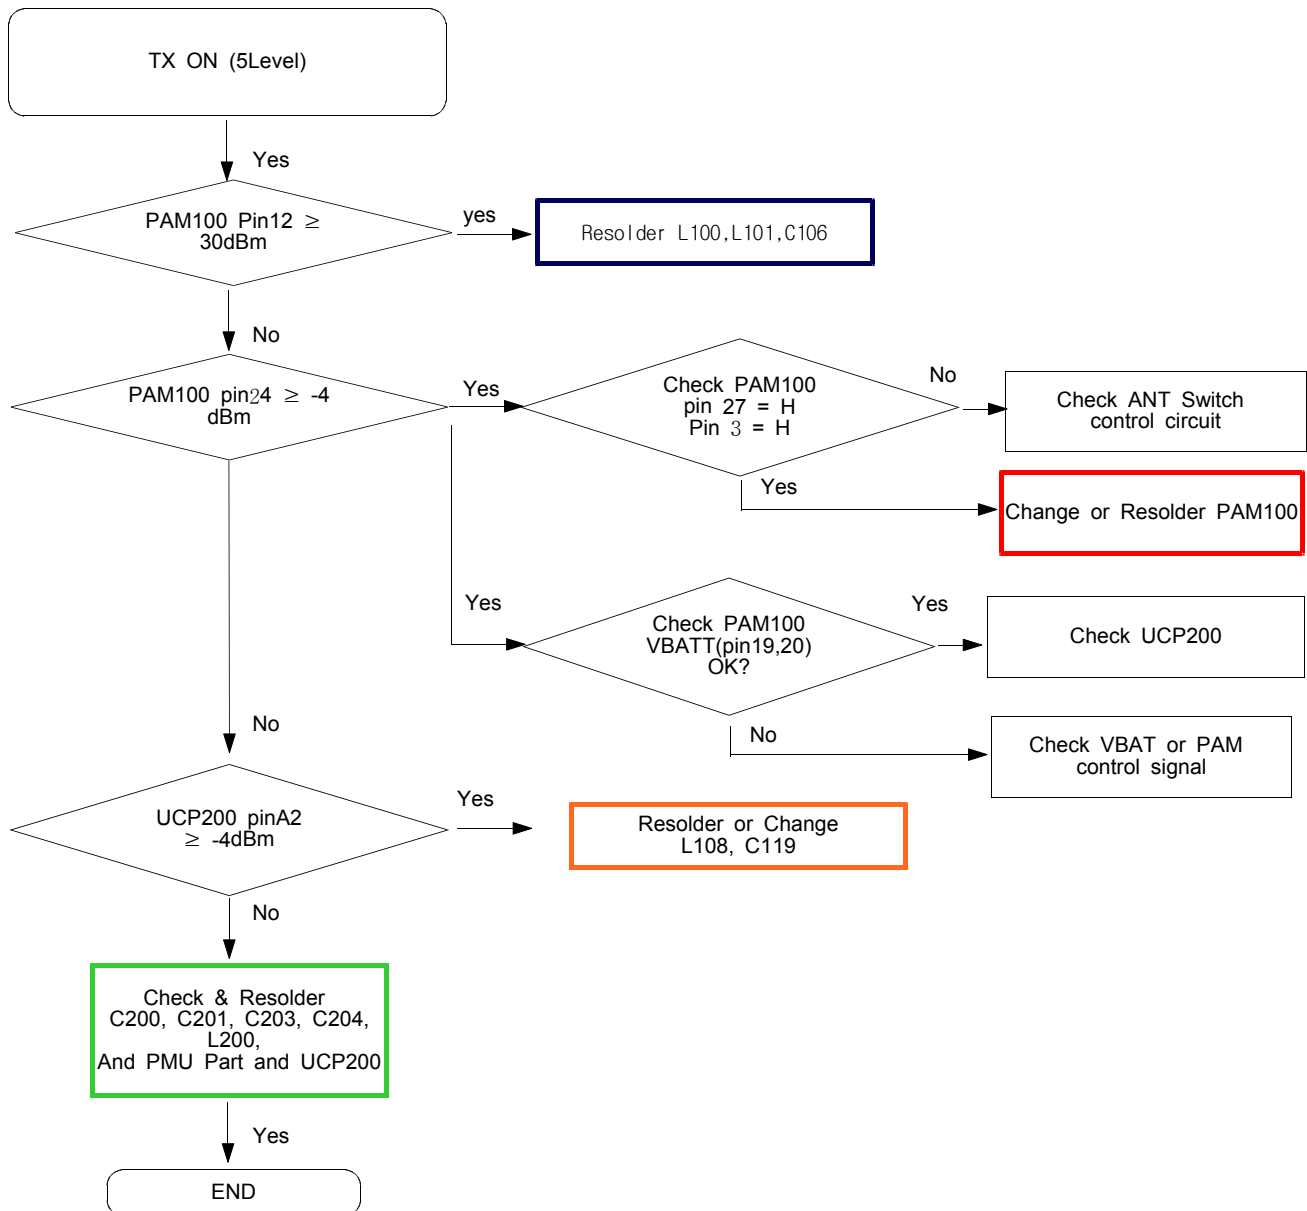 TX ON (5Level)
Yes
PAM100 Pin12 ≥
30dBm
yes
Resolder L100,L101,C106
No
PAM100 pin24 ≥ -4
dBm
Yes
Check PAM100
pin 27 = H
Pin 3 = H
No
Check ANT Switch
control circuit
Yes
Change or Resolder PAM100
Yes
Check PAM100
VBATT(pin19,20)
OK?
Yes
Check UCP200
No
Check VBAT or PAM
control signal
No
UCP200 pinA2
≥ -4dBm
Yes
Resolder or Change
L108, C119
No
Check & Resolder
C200, C201, C203, C204,
L200,
And PMU Part and UCP200
Yes
END